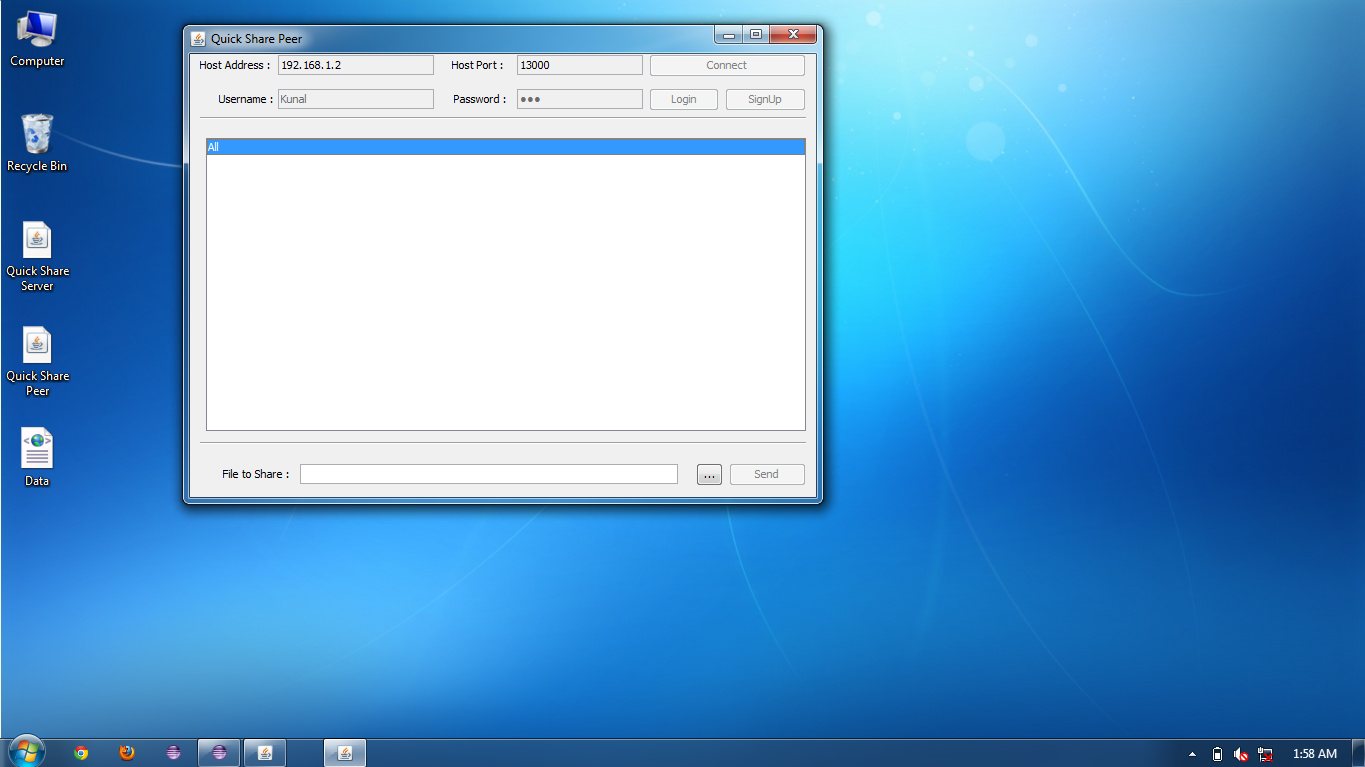 Computer
Recycle Bin
Quick Share
Server
Quick Share
Peer
Data
Quick Share Peer
Host Address : 192.168.1.2 Host Port : 13000 Connect
Username : Kunal Password : ●●● Login SignUp
All
File to Share : ... Send
1:58 AM